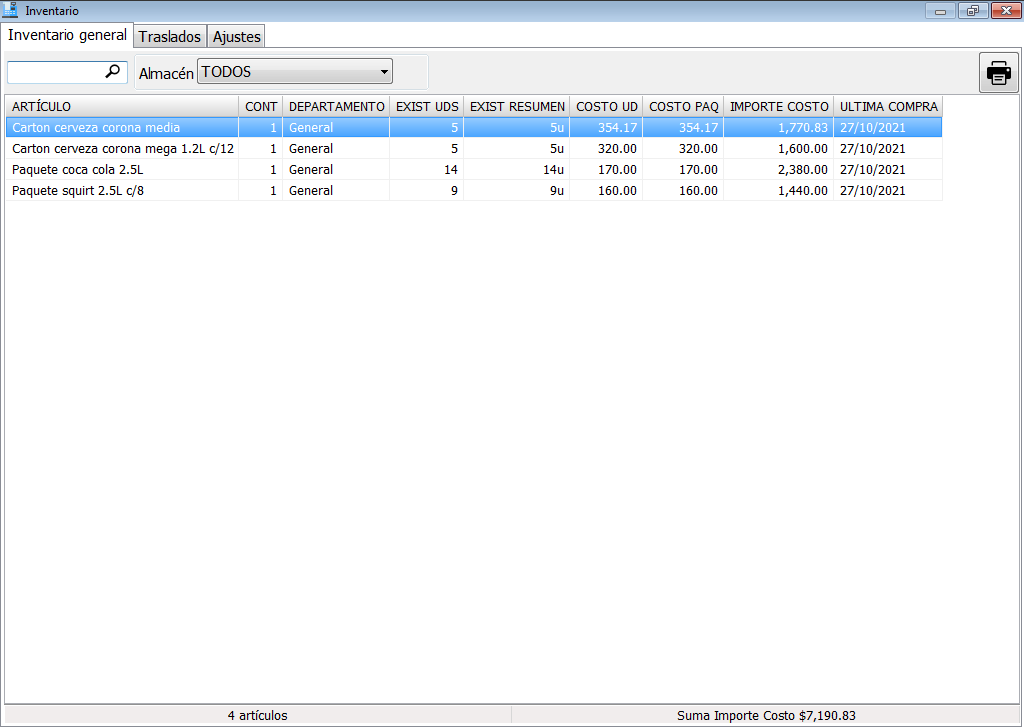 Inventario
Inventario general Traslados Ajustes
Almacén TODOS
ARTÍCULO CONT DEPARTAMENTO EXIST UDS EXIST RESUMEN COSTO UD COSTO PAQ IMPORTE COSTO ULTIMA COMPRA
Carton cerveza corona media 1 General 5 5u 354.17 354.17 1,770.83 27/10/2021
Carton cerveza corona mega 1.2L c/12 1 General 5 5u 320.00 320.00 1,600.00 27/10/2021
Paquete coca cola 2.5L 1 General 14 14u 170.00 170.00 2,380.00 27/10/2021
Paquete squirt 2.5L c/8 1 General 9 9u 160.00 160.00 1,440.00 27/10/2021
4 artículos Suma Importe Costo $7,190.83